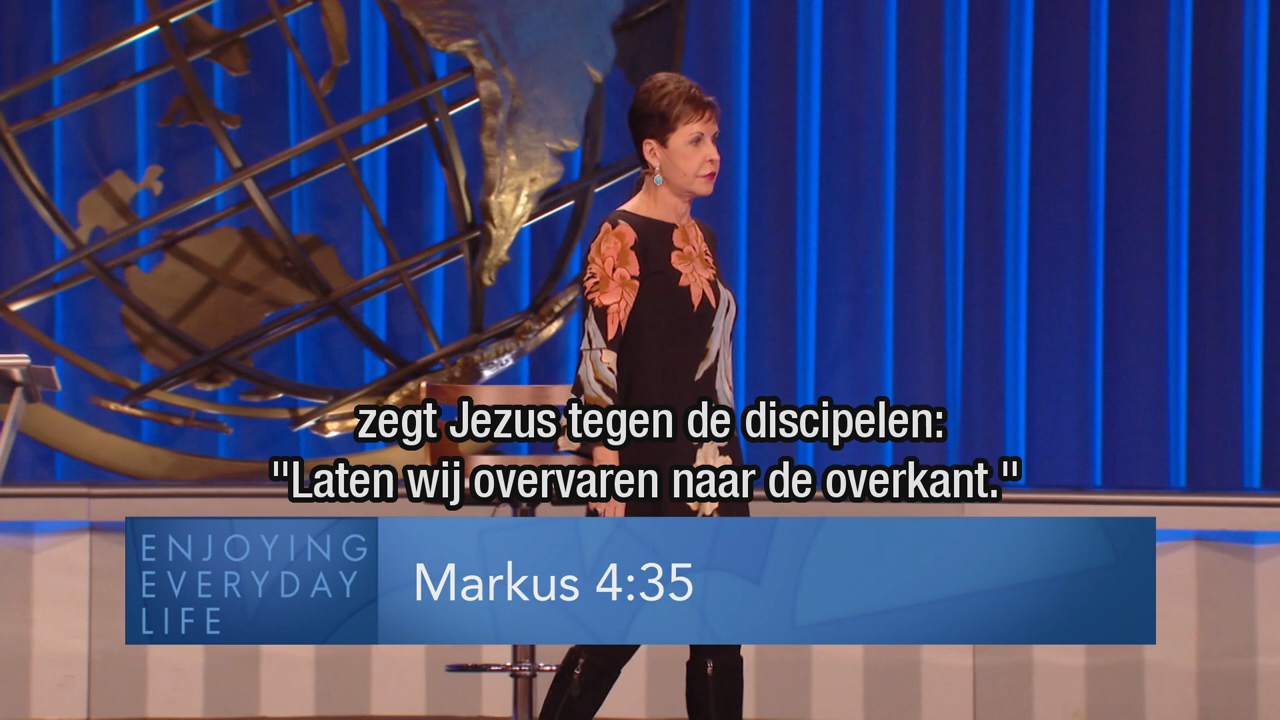 zegt Jezus tegen de discipelen:
"Laten wij overvaren naar de overkant."
ENJOYING
EVERYDAY
LIFE
Markus 4:35